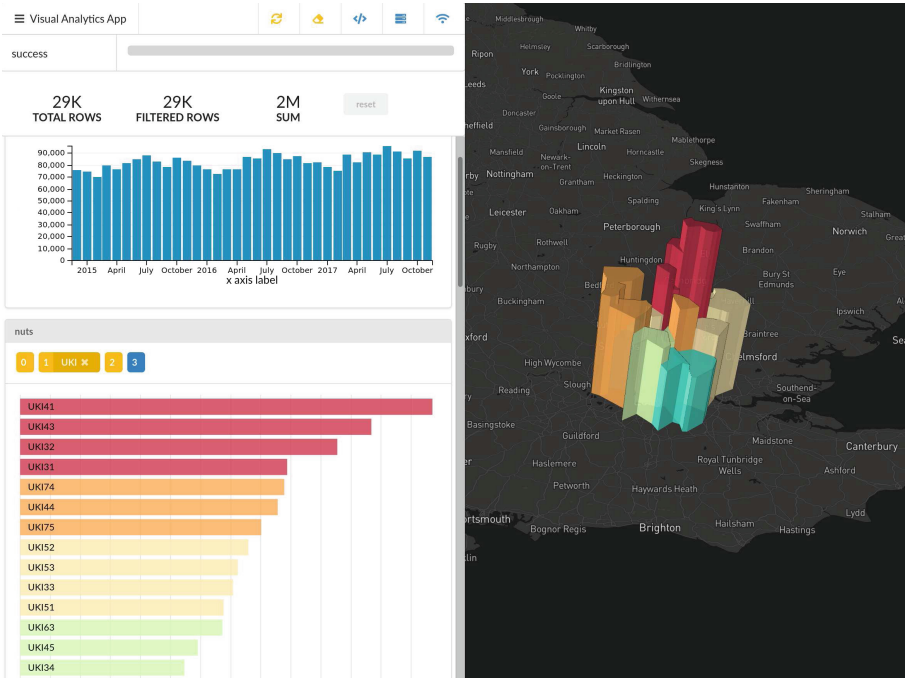 Visual Analytics App
success
29K
TOTAL ROWS
29K
FILTERED ROWS
2M
SUM
reset
90,000
80,000
70,000
60,000
50,000
40,000
30,000
20,000
10,000
0
2015 April July October 2016 April July October 2017 April July October
x axis label
nuts
0 1 UKI 2 3
UKI41
UKI43
UKI32
UKI31
UKI74
UKI44
UKI75
UKI52
UKI53
UKI33
UKI51
UKI63
UKI45
UKI34
Middlesbrough
Whitby
Helmsley Scarborough
Ripon
Bridlington
York Pocklington
Leeds
Goole Kingston upon Hull Withernsea
Doncaster
Gainsborough Market Rasen
Mablethorpe
Lincoln
Mansfield Horncastle
Newark-on-Trent Skegness
Nottingham Heckington
Grantham Hunstanton
Sheringham
Spalding Fakenham
Leicester Oakham King's Lynn
Stalham
Peterborough Swaffham
Norwich
Great
Rugby Rothwell
Brandon
Huntingdon
Northampton Bury St Edmunds Eye
Buckingham
Ipswich
Braintree
High Wycombe
Slough
Reading Southend-on-Sea
Basingstoke
Guildford
Maidstone Canterbury
Haslemere Royal Tunbridge Wells Ashford
Petworth Haywards Heath
Lydd
Bognor Regis Brighton Hailsham Hastings